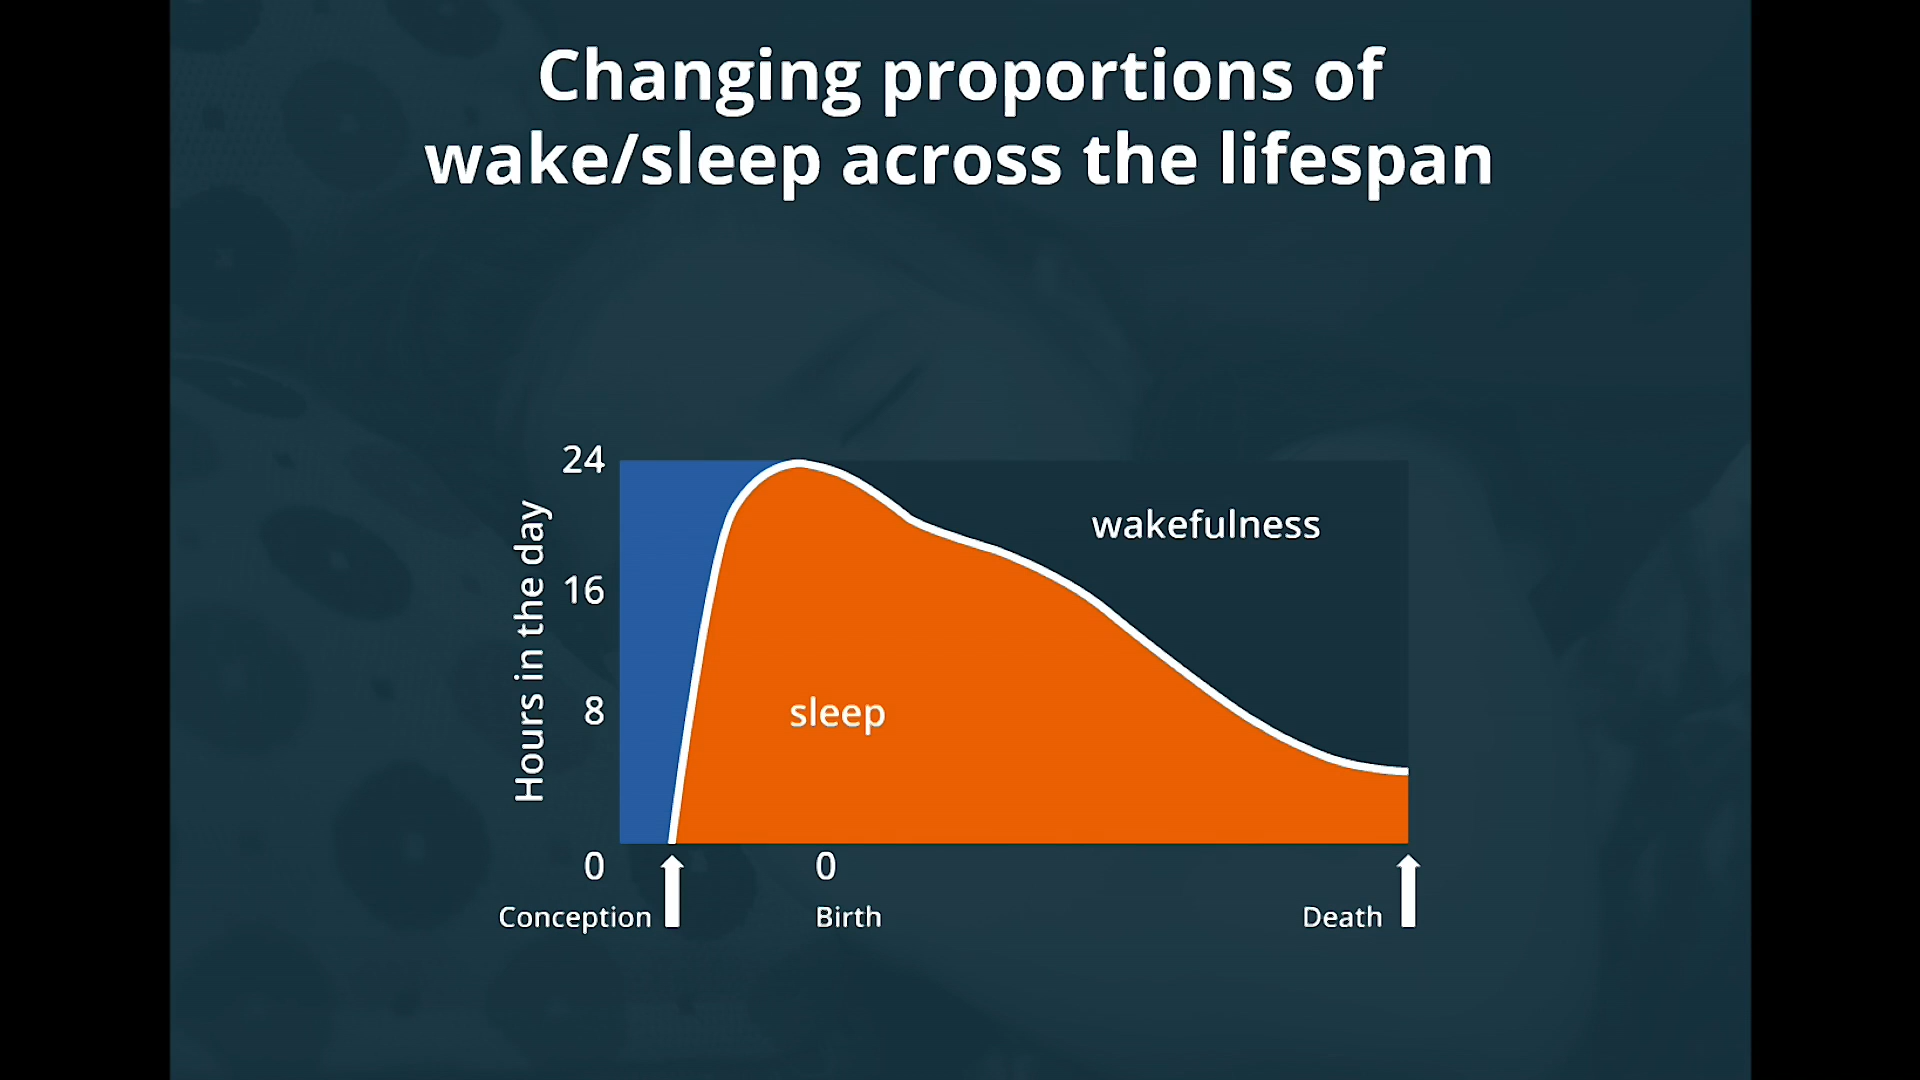 Changing proportions of
wake/sleep across the lifespan
24
16
8
0
Hours in the day
wakefulness
sleep
0
Conception
Birth
Death